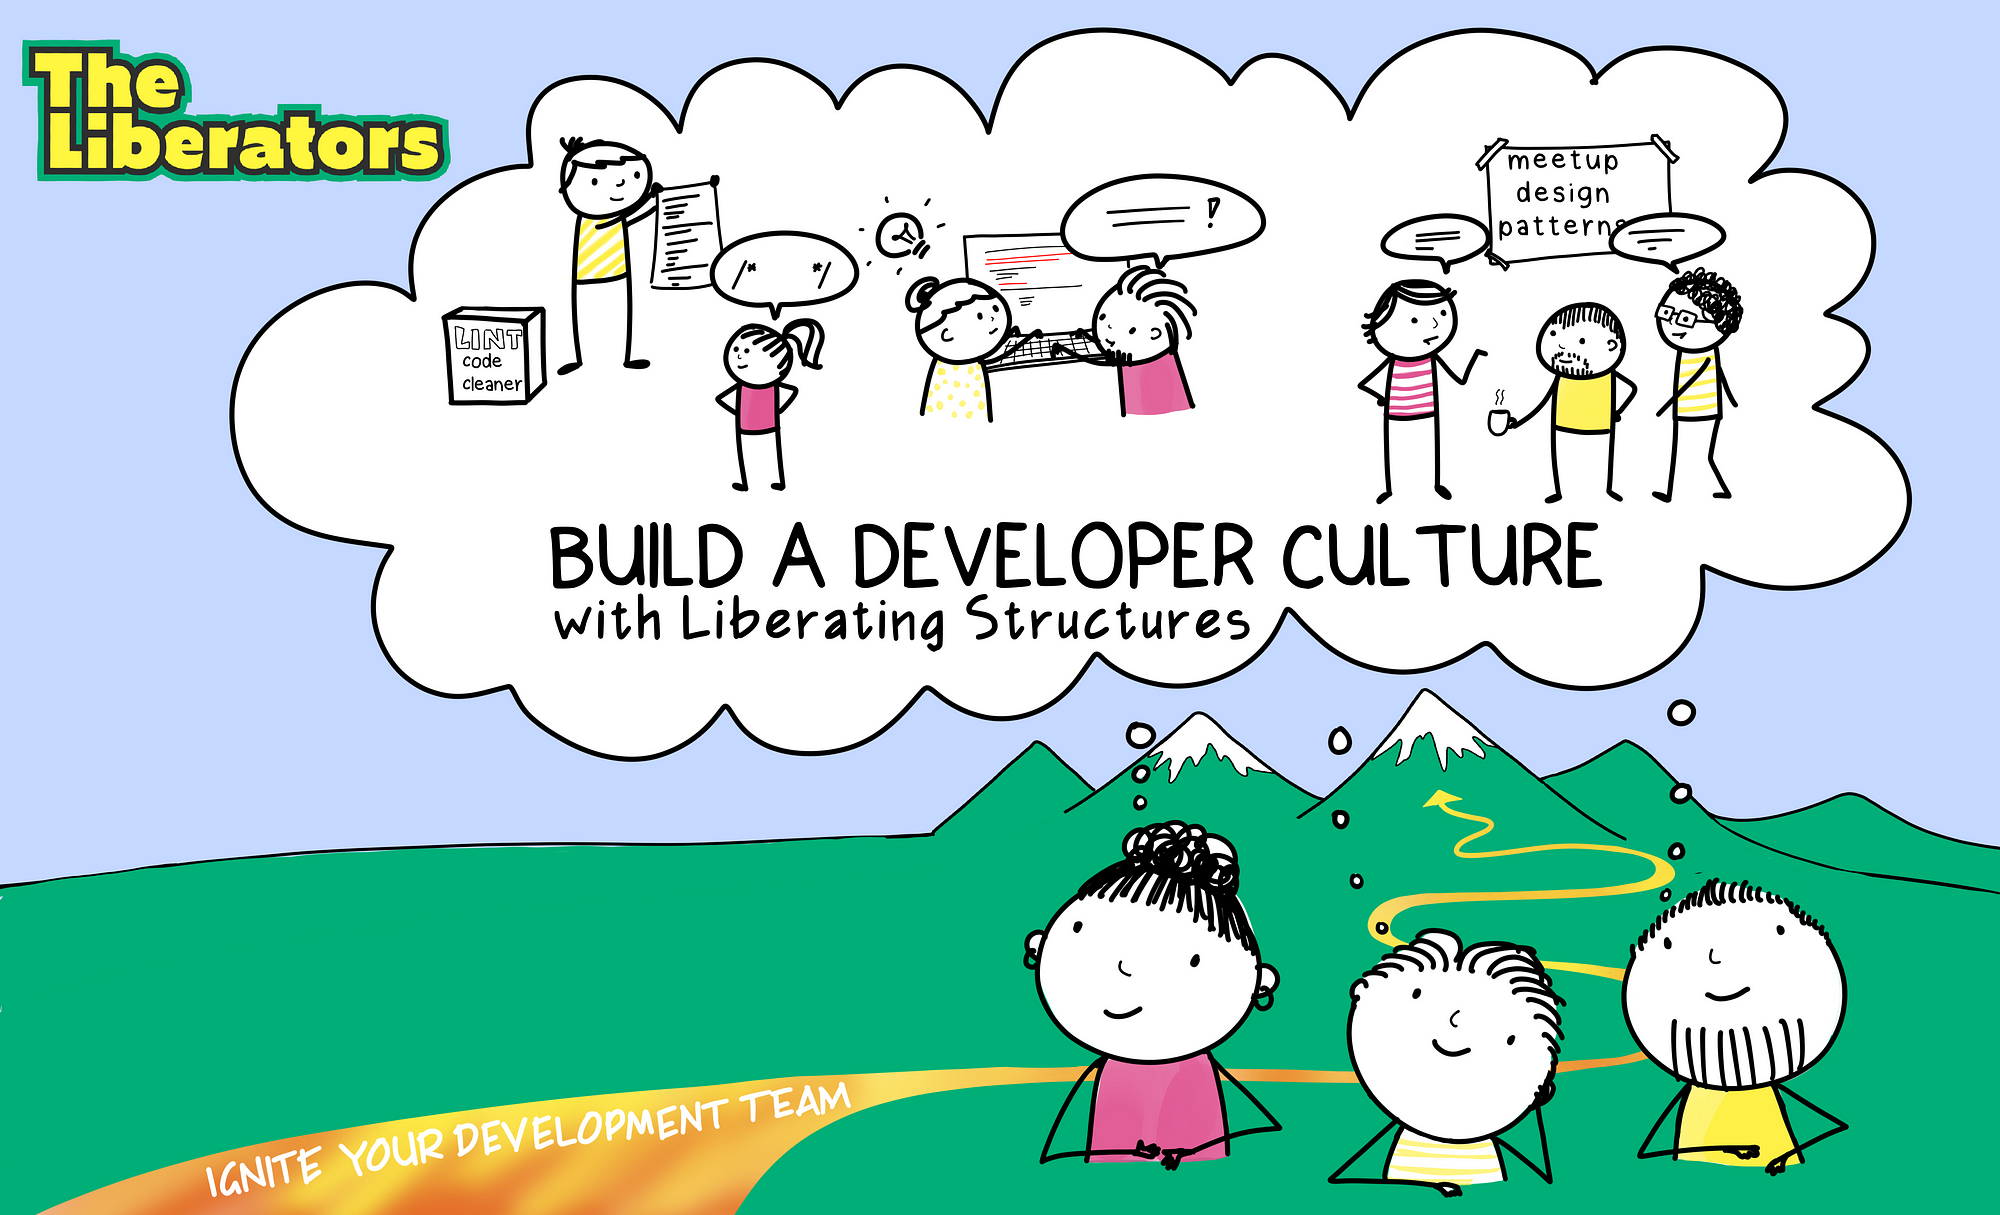 The
Liberators
LINT
code
cleaner
/* */
!
meetup
design
patterns
BUILD A DEVELOPER CULTURE
with Liberating Structures
IGNITE YOUR DEVELOPMENT TEAM